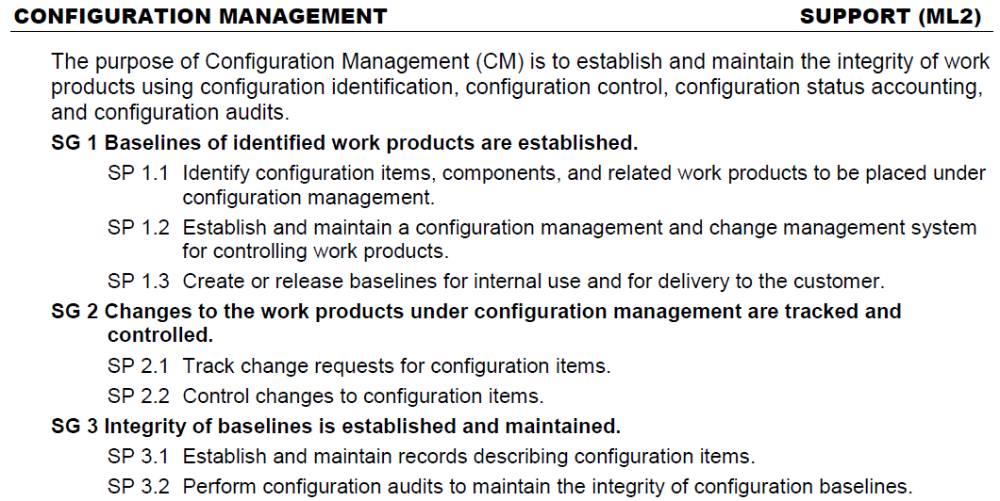 CONFIGURATION MANAGEMENT SUPPORT (ML2)
The purpose of Configuration Management (CM) is to establish and maintain the integrity of work
products using configuration identification, configuration control, configuration status accounting,
and configuration audits.
SG 1 Baselines of identified work products are established.
SP 1.1 Identify configuration items, components, and related work products to be placed under
configuration management.
SP 1.2 Establish and maintain a configuration management and change management system
for controlling work products.
SP 1.3 Create or release baselines for internal use and for delivery to the customer.
SG 2 Changes to the work products under configuration management are tracked and
controlled.
SP 2.1 Track change requests for configuration items.
SP 2.2 Control changes to configuration items.
SG 3 Integrity of baselines is established and maintained.
SP 3.1 Establish and maintain records describing configuration items.
SP 3.2 Perform configuration audits to maintain the integrity of configuration baselines.